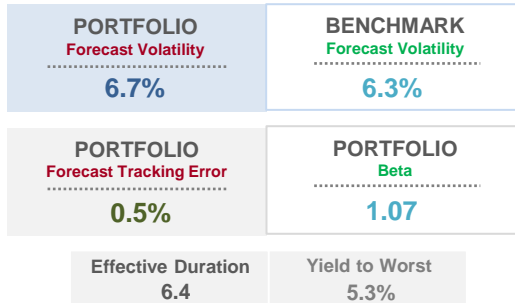 PORTFOLIO
Forecast Volatility
6.7%
BENCHMARK
Forecast Volatility
6.3%
PORTFOLIO
Forecast Tracking Error
0.5%
PORTFOLIO
Beta
1.07
Effective Duration
6.4
Yield to Worst
5.3%